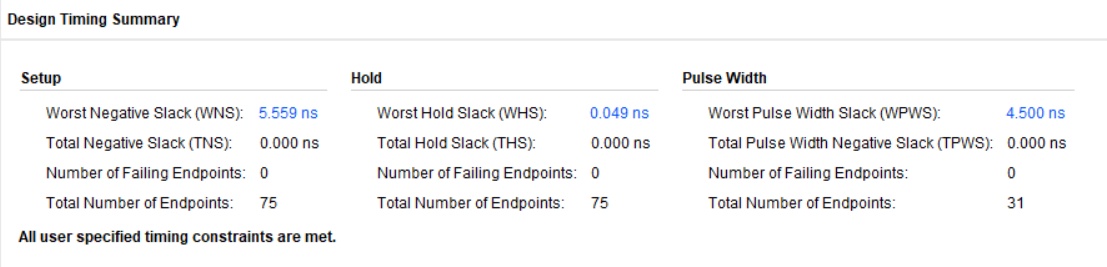 Design Timing Summary
Setup
Hold
Pulse Width
Worst Negative Slack (WNS): 5.559 ns
Worst Hold Slack (WHS): 0.049 ns
Worst Pulse Width Slack (WPWS): 4.500 ns
Total Negative Slack (TNS): 0.000 ns
Total Hold Slack (THS): 0.000 ns
Total Pulse Width Negative Slack (TPWS): 0.000 ns
Number of Failing Endpoints: 0
Number of Failing Endpoints: 0
Number of Failing Endpoints: 0
Total Number of Endpoints: 75
Total Number of Endpoints: 75
Total Number of Endpoints: 31
All user specified timing constraints are met.